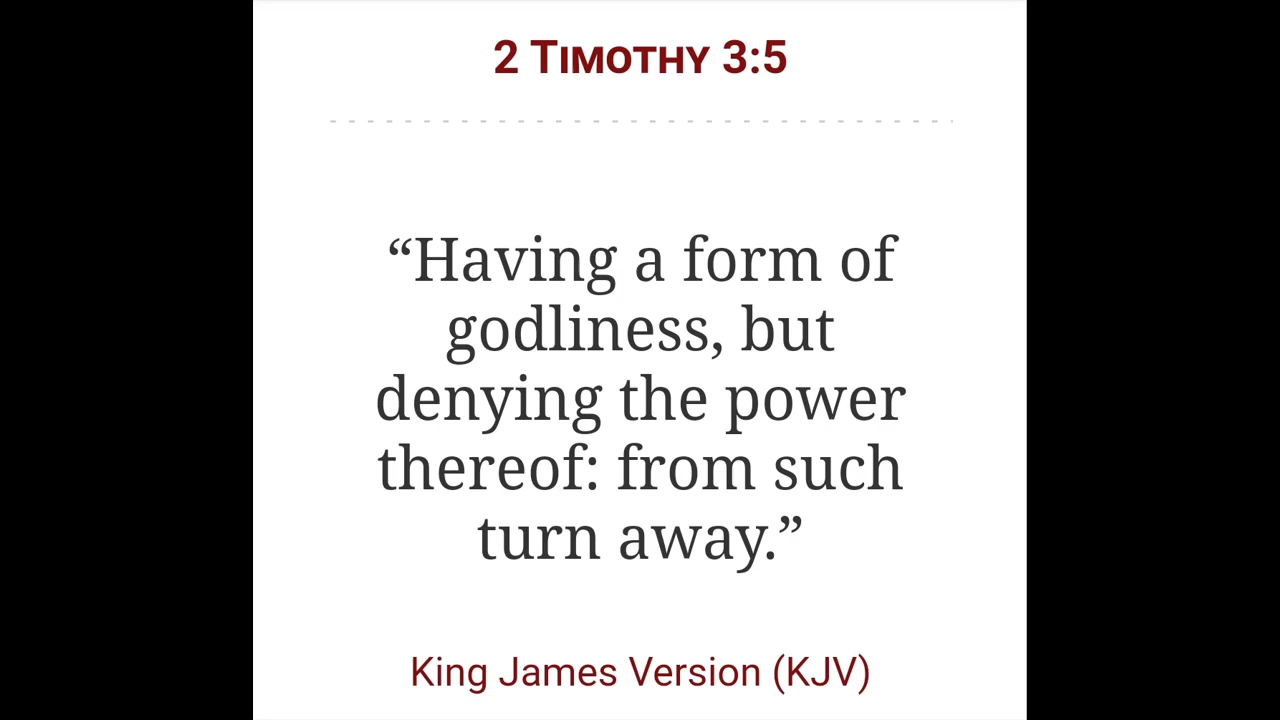 2 Timothy 3:5
“Having a form of
godliness, but
denying the power
thereof: from such
turn away.”
King James Version (KJV)